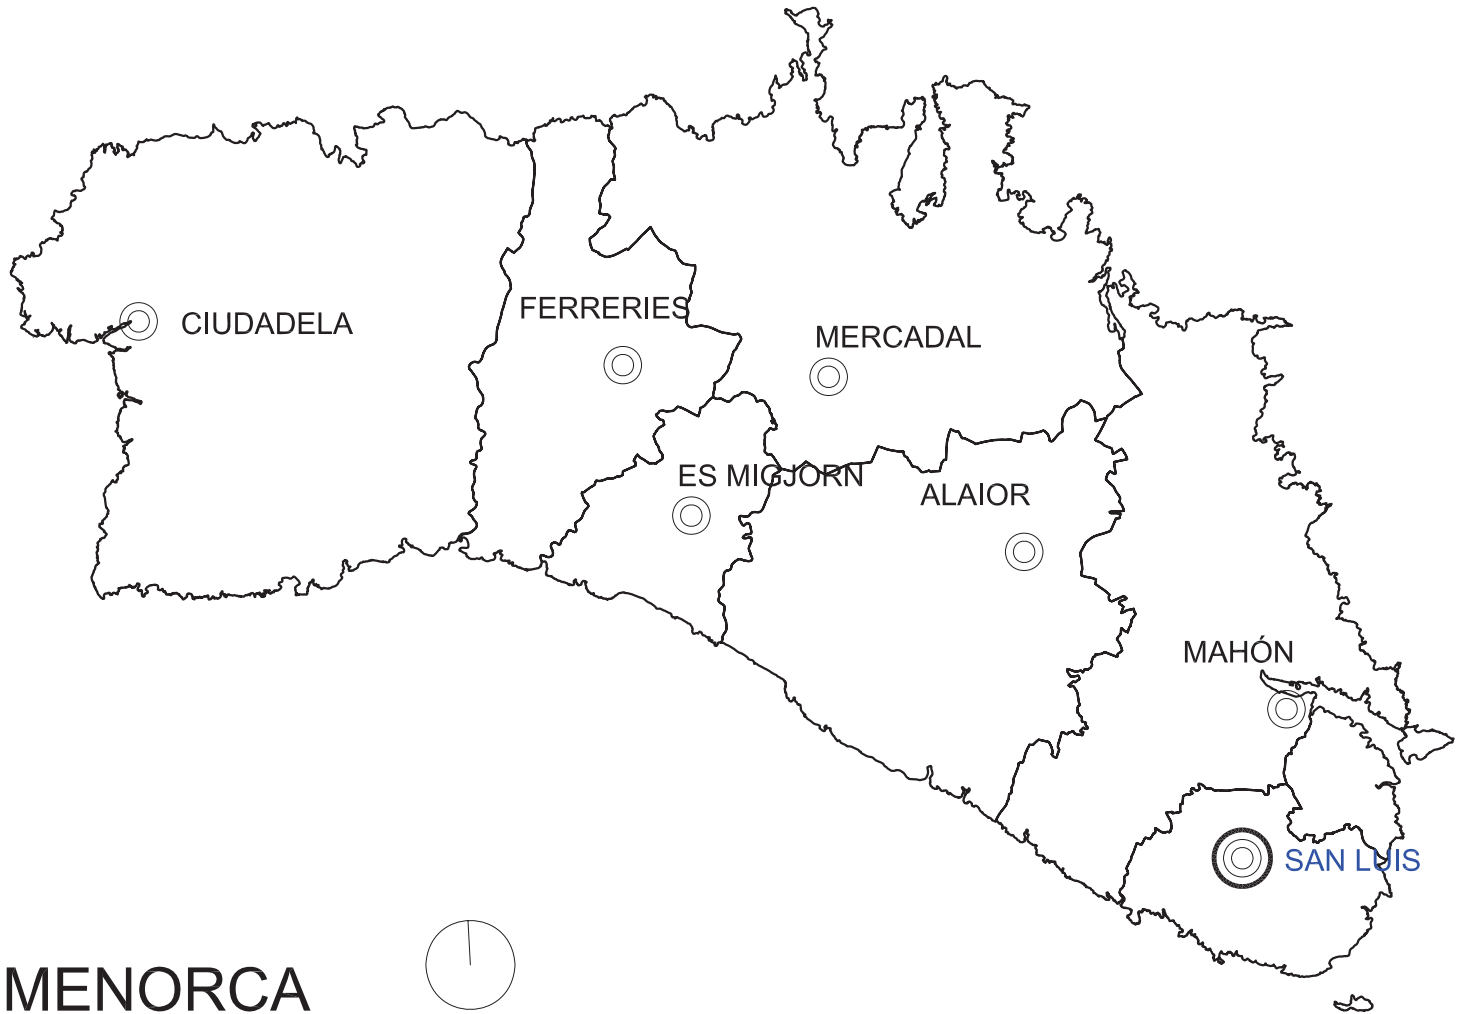 FERRERIES
CIUDADELA
MERCADAL
ES MIGJORN
ALAIOR
MAHÓN
SAN LUIS
MENORCA